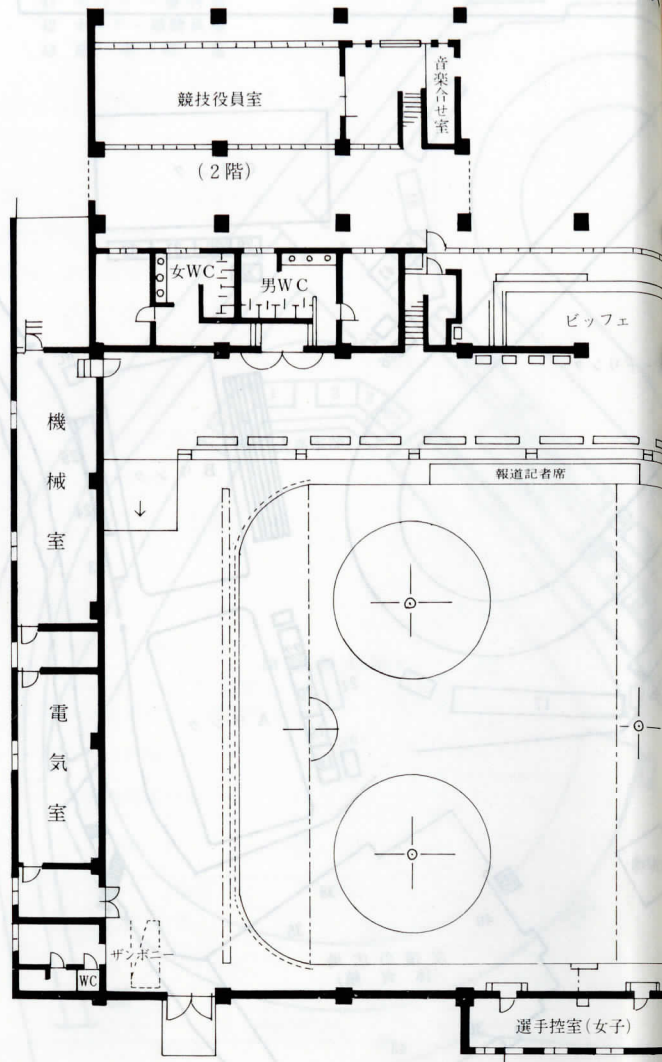 競技役員室
音楽合せ室
(2階)
女WC
男WC
ビッフェ
機械室
報道記者席
電気室
ザンボニー
WC
選手控室(女子)